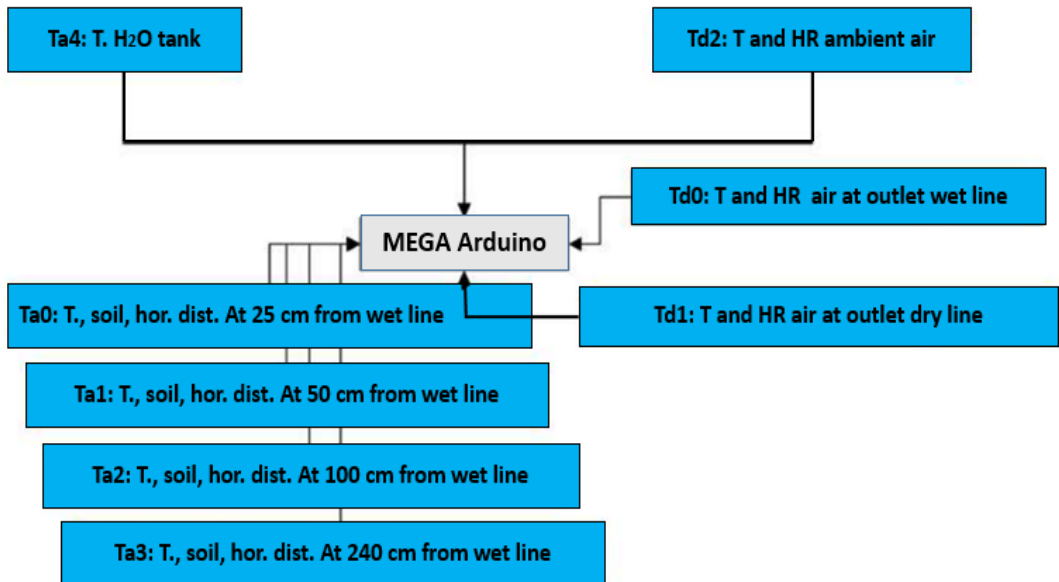 Ta4: T. H₂O tank
Td2: T and HR ambient air
Td0: T and HR air at outlet wet line
MEGA Arduino
Ta0: T., soil, hor. dist. At 25 cm from wet line
Td1: T and HR air at outlet dry line
Ta1: T., soil, hor. dist. At 50 cm from wet line
Ta2: T., soil, hor. dist. At 100 cm from wet line
Ta3: T., soil, hor. dist. At 240 cm from wet line